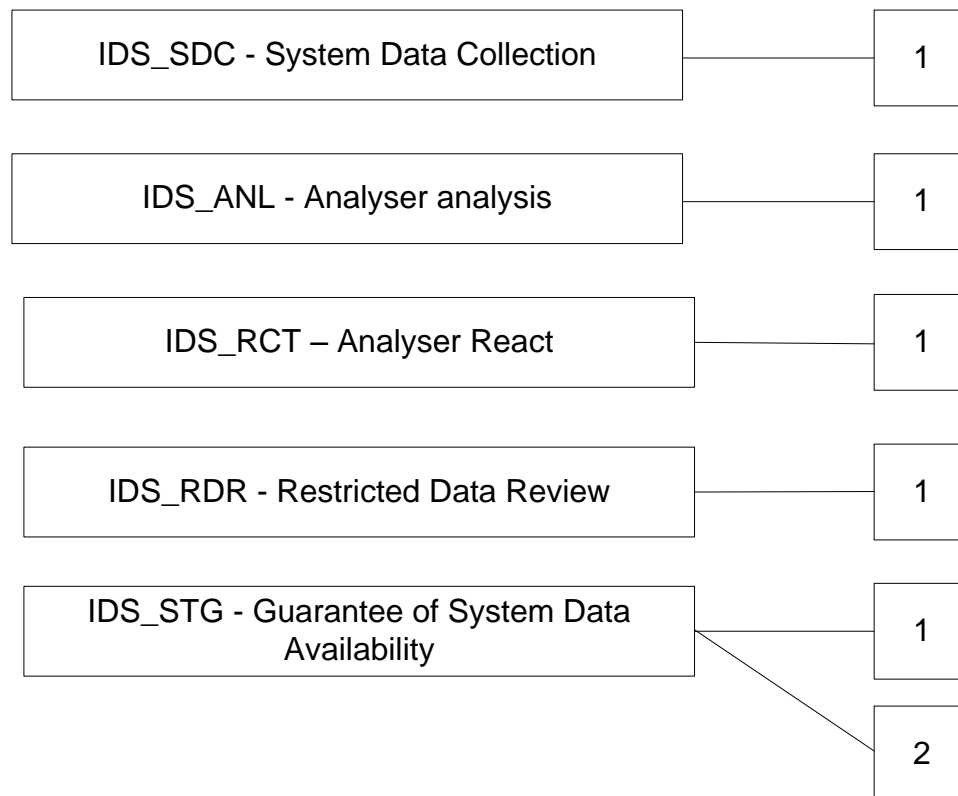 IDS_SDC - System Data Collection
1
IDS_ANL - Analyser analysis
1
IDS_RCT – Analyser React
1
IDS_RDR - Restricted Data Review
1
IDS_STG - Guarantee of System Data
Availability
1
2